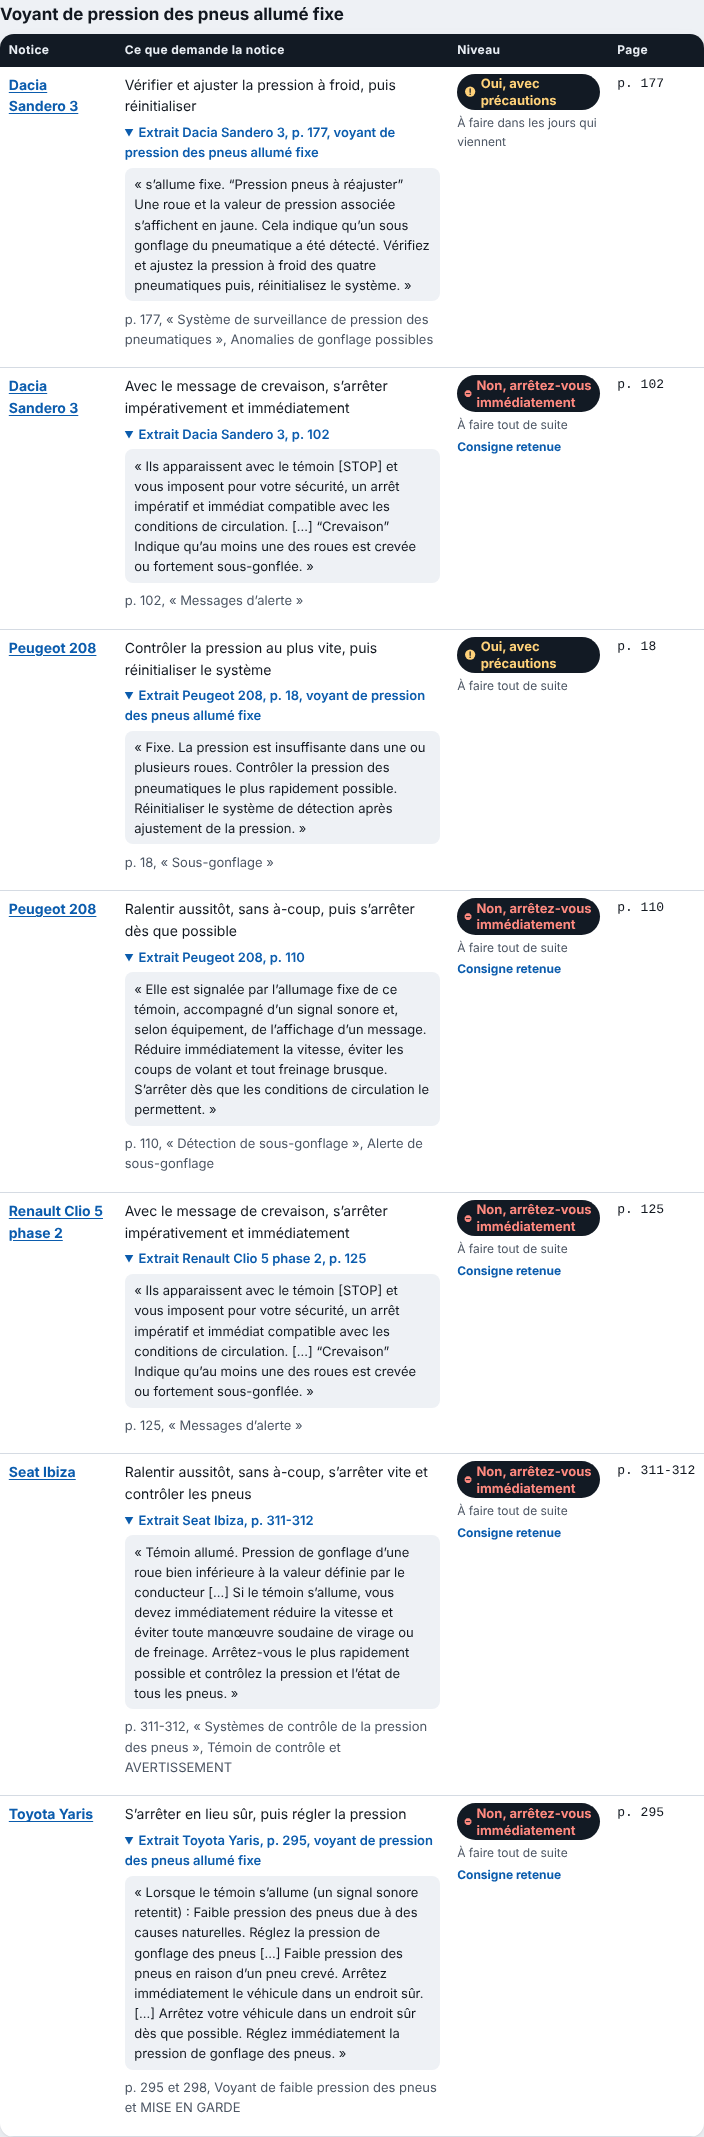 Voyant de pression des pneus allumé fixe
Notice
Ce que demande la notice
Niveau
Page
Dacia
Sandero 3
Vérifier et ajuster la pression à froid, puis
réinitialiser
▼ Extrait Dacia Sandero 3, p. 177, voyant de
pression des pneus allumé fixe
« s’allume fixe. “Pression pneus à réajuster”
Une roue et la valeur de pression associée
s’affichent en jaune. Cela indique qu’un sous
gonflage du pneumatique a été détecté. Vérifiez
et ajustez la pression à froid des quatre
pneumatiques puis, réinitialisez le système. »
p. 177, « Système de surveillance de pression des
pneumatiques », Anomalies de gonflage possibles
Oui, avec
précautions
À faire dans les jours qui
viennent
p. 177
Dacia
Sandero 3
Avec le message de crevaison, s’arrêter
impérativement et immédiatement
▼ Extrait Dacia Sandero 3, p. 102
« Ils apparaissent avec le témoin [STOP] et
vous imposent pour votre sécurité, un arrêt
impératif et immédiat compatible avec les
conditions de circulation. [...] “Crevaison”
Indique qu’au moins une des roues est crevée
ou fortement sous-gonflée. »
p. 102, « Messages d’alerte »
Non, arrêtez-vous
immédiatement
À faire tout de suite
Consigne retenue
p. 102
Peugeot 208
Contrôler la pression au plus vite, puis
réinitialiser le système
▼ Extrait Peugeot 208, p. 18, voyant de pression
des pneus allumé fixe
« Fixe. La pression est insuffisante dans une ou
plusieurs roues. Contrôler la pression des
pneumatiques le plus rapidement possible.
Réinitialiser le système de détection après
ajustement de la pression. »
p. 18, « Sous-gonflage »
Oui, avec
précautions
À faire tout de suite
p. 18
Peugeot 208
Ralentir aussitôt, sans à-coup, puis s’arrêter
dès que possible
▼ Extrait Peugeot 208, p. 110
« Elle est signalée par l’allumage fixe de ce
témoin, accompagné d’un signal sonore et,
selon équipement, de l’affichage d’un message.
Réduire immédiatement la vitesse, éviter les
coups de volant et tout freinage brusque.
S’arrêter dès que les conditions de circulation le
permettent. »
p. 110, « Détection de sous-gonflage », Alerte de
sous-gonflage
Non, arrêtez-vous
immédiatement
À faire tout de suite
Consigne retenue
p. 110
Renault Clio 5
phase 2
Avec le message de crevaison, s’arrêter
impérativement et immédiatement
▼ Extrait Renault Clio 5 phase 2, p. 125
« Ils apparaissent avec le témoin [STOP] et
vous imposent pour votre sécurité, un arrêt
impératif et immédiat compatible avec les
conditions de circulation. [...] “Crevaison”
Indique qu’au moins une des roues est crevée
ou fortement sous-gonflée. »
p. 125, « Messages d’alerte »
Non, arrêtez-vous
immédiatement
À faire tout de suite
Consigne retenue
p. 125
Seat Ibiza
Ralentir aussitôt, sans à-coup, s’arrêter vite et
contrôler les pneus
▼ Extrait Seat Ibiza, p. 311-312
« Témoin allumé. Pression de gonflage d’une
roue bien inférieure à la valeur définie par le
conducteur [...] Si le témoin s’allume, vous
devez immédiatement réduire la vitesse et
éviter toute manœuvre soudaine de virage ou
de freinage. Arrêtez-vous le plus rapidement
possible et contrôlez la pression et l’état de
tous les pneus. »
p. 311-312, « Systèmes de contrôle de la pression
des pneus », Témoin de contrôle et
AVERTISSEMENT
Non, arrêtez-vous
immédiatement
À faire tout de suite
Consigne retenue
p. 311-312
Toyota Yaris
S’arrêter en lieu sûr, puis régler la pression
▼ Extrait Toyota Yaris, p. 295, voyant de pression
des pneus allumé fixe
« Lorsque le témoin s’allume (un signal sonore
retentit) : Faible pression des pneus due à des
causes naturelles. Réglez la pression de
gonflage des pneus [...] Faible pression des
pneus en raison d’un pneu crevé. Arrêtez
immédiatement le véhicule dans un endroit sûr.
[...] Arrêtez votre véhicule dans un endroit sûr
dès que possible. Réglez immédiatement la
pression de gonflage des pneus. »
p. 295 et 298, Voyant de faible pression des pneus
et MISE EN GARDE
Non, arrêtez-vous
immédiatement
À faire tout de suite
Consigne retenue
p. 295